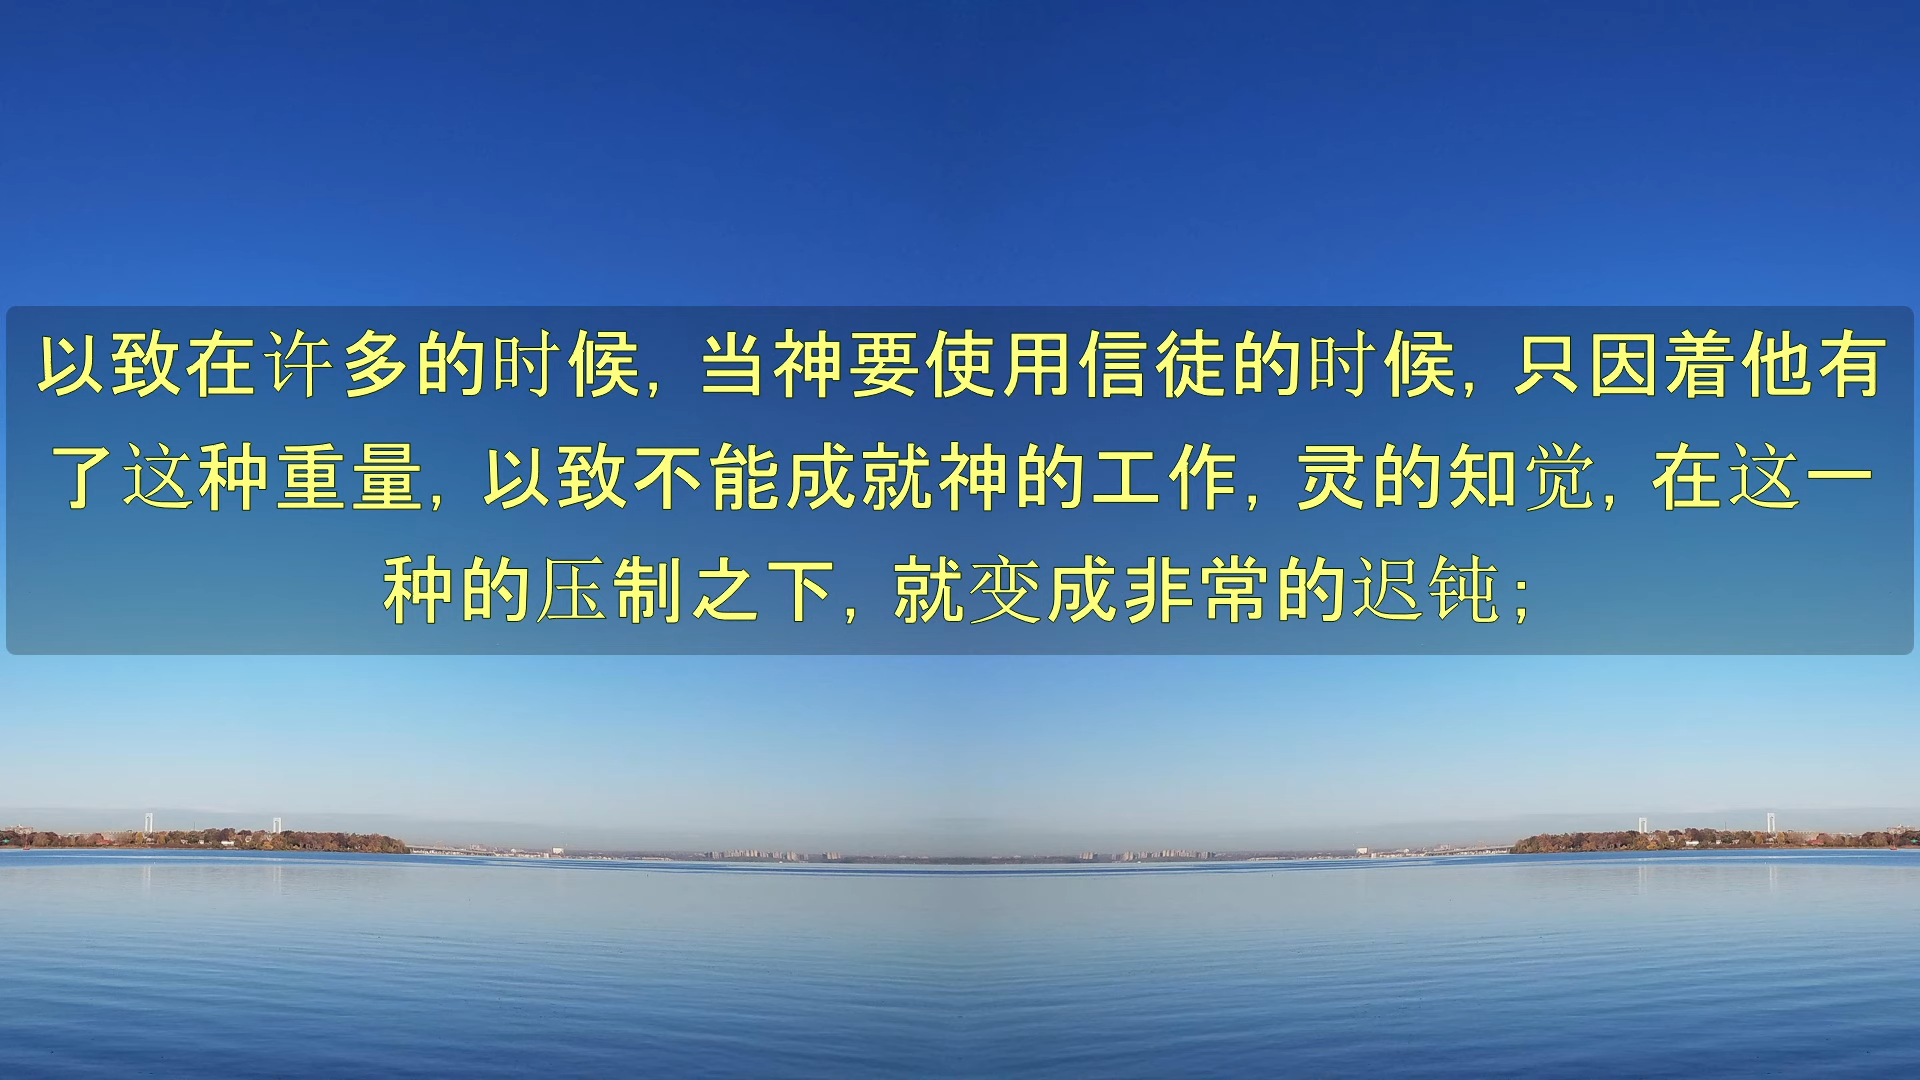 以致在许多的时候，当神要使用信徒的时候，只因着他有
了这种重量，以致不能成就神的工作，灵的知觉，在这一
种的压制之下，就变成非常的迟钝；